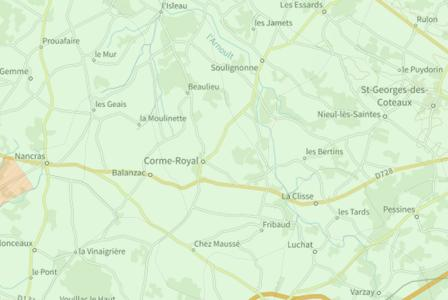 l'Isleau
Les Essards
Rulon
les Jamets
Prouafaire
l'Arnoult
le Mur
Soulignonne
le Puydorin
Gemme
Beaulieu
St-Georges-des-
Coteaux
les Geais
la Moulinette
Nieul-lès-Saintes
les Bertins
Nancras
Corme-Royal
Balanzac
D728
La Clisse
les Tards
Pessines
Fribaud
Chez Maussé
Luchat
la Vainaigrière
le Pont
Varzay